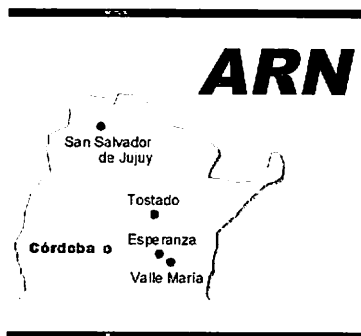 ARN
San Salvador
de Jujuy
Tostado
Esperanza
Córdoba
Valle María